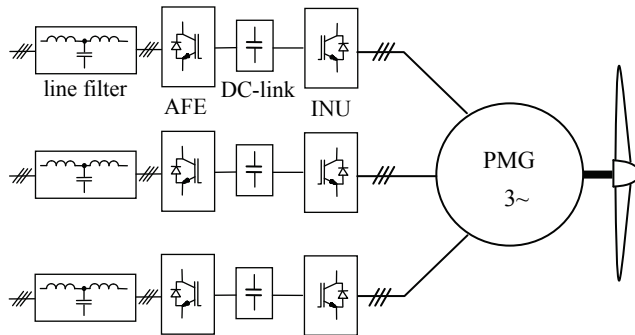 line filter
AFE
DC-link
INU
PMG
3~